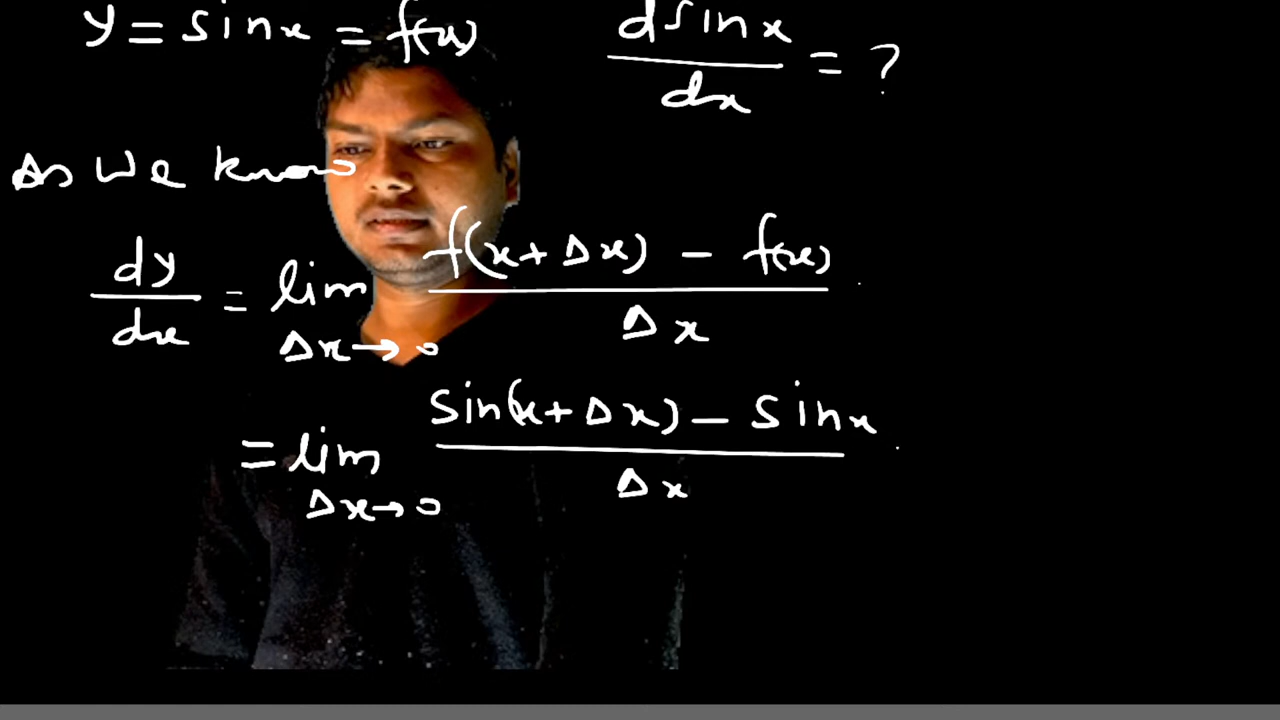 y = sinx = f(x)
dsinx/dx = ?
As we know
dy/dx = lim Δx→0 f(x+Δx) - f(x) / Δx
= lim Δx→0 sin(x+Δx) - sinx / Δx